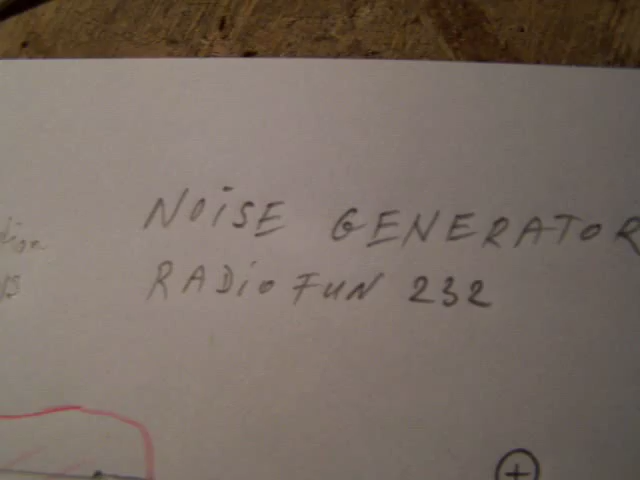 NOiSE GENERATOR
RADio FUN 232
+